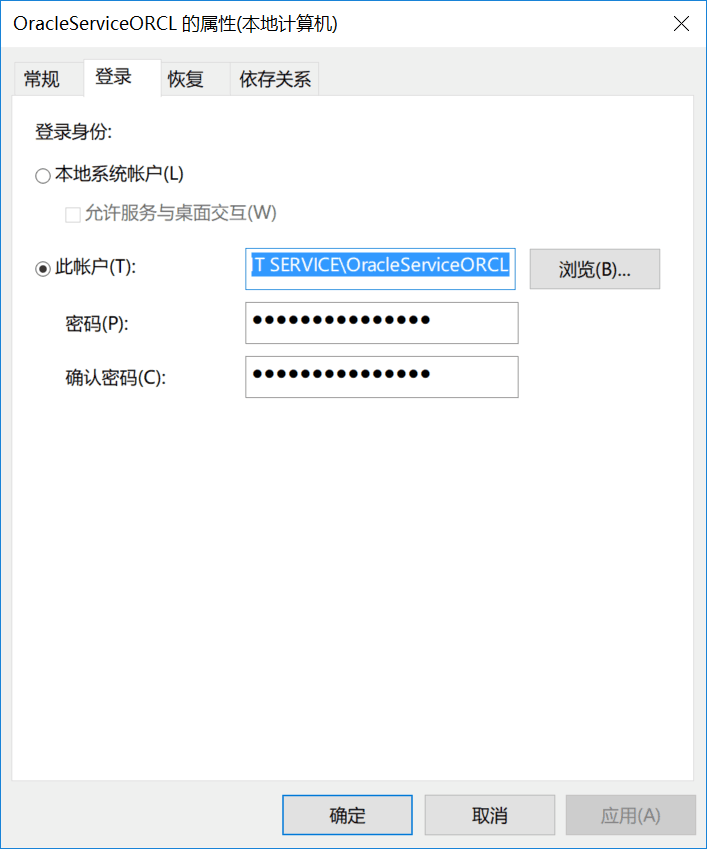 OracleServiceORCL 的属性(本地计算机)
常规 登录 恢复 依存关系
登录身份:
本地系统帐户(L)
允许服务与桌面交互(W)
此帐户(T): T SERVICE\OracleServiceORCL 浏览(B)...
密码(P): ●●●●●●●●●●●●●●●
确认密码(C): ●●●●●●●●●●●●●●●
确定 取消 应用(A)